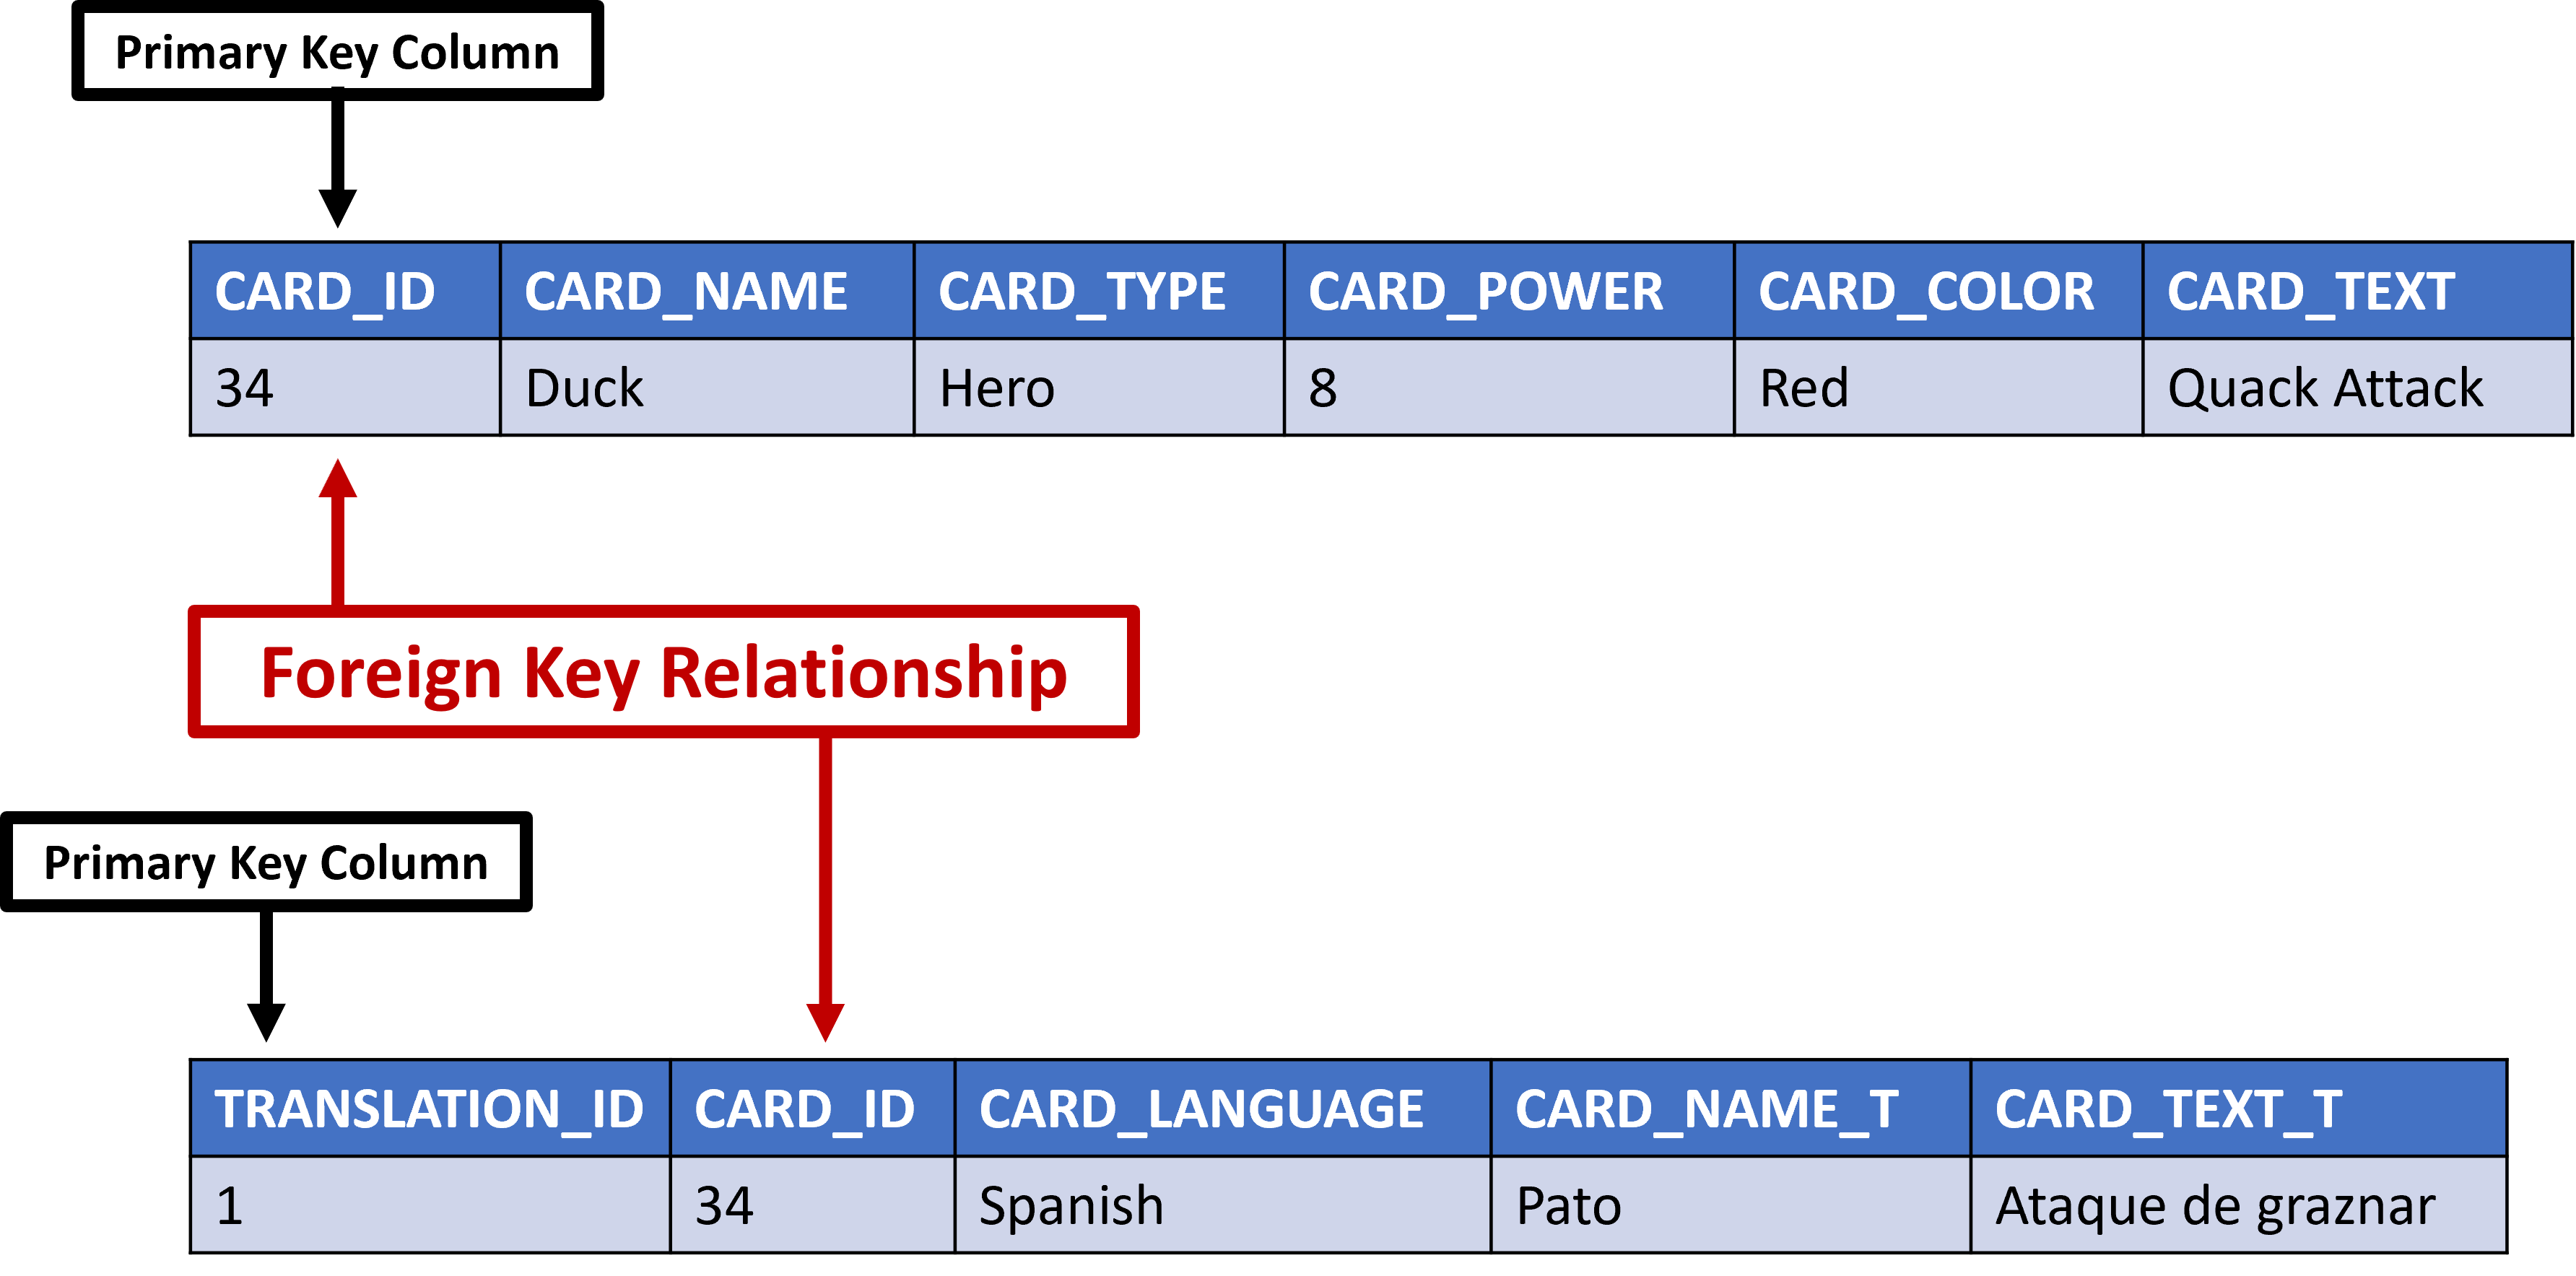 Primary Key Column
CARD_ID CARD_NAME CARD_TYPE CARD_POWER CARD_COLOR CARD_TEXT
34 Duck Hero 8 Red Quack Attack
Foreign Key Relationship
Primary Key Column
TRANSLATION_ID CARD_ID CARD_LANGUAGE CARD_NAME_T CARD_TEXT_T
1 34 Spanish Pato Ataque de graznar